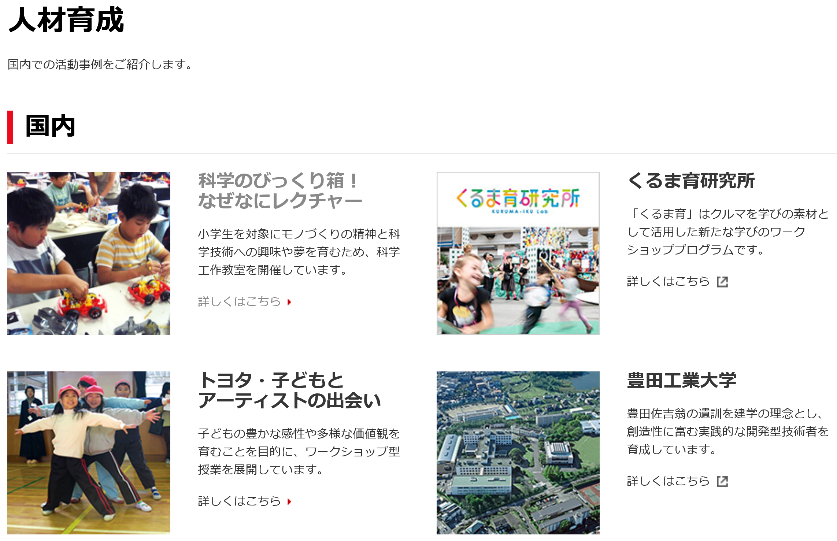 人材育成
国内での活動事例をご紹介します。
国内
科学のびっくり箱！
なぜなにレクチャー
小学生を対象にモノづくりの精神と科
学技術への興味や夢を育むため、科学
工作教室を開催しています。
詳しくはこちら
くるま育研究所
KURUMA-IKU Lab
くるま育研究所
「くるま育」はクルマを学びの素材と
して活用した新たな学びのワーク
ショッププログラムです。
詳しくはこちら
トヨタ・子どもと
アーティストの出会い
子どもの豊かな感性や多様な価値観を
育むことを目的に、ワークショップ型
授業を展開しています。
詳しくはこちら
豊田工業大学
豊田佐吉翁の遺訓を建学の理念とし、
創造性に富む実践的な開発型技術者を
育成しています。
詳しくはこちら